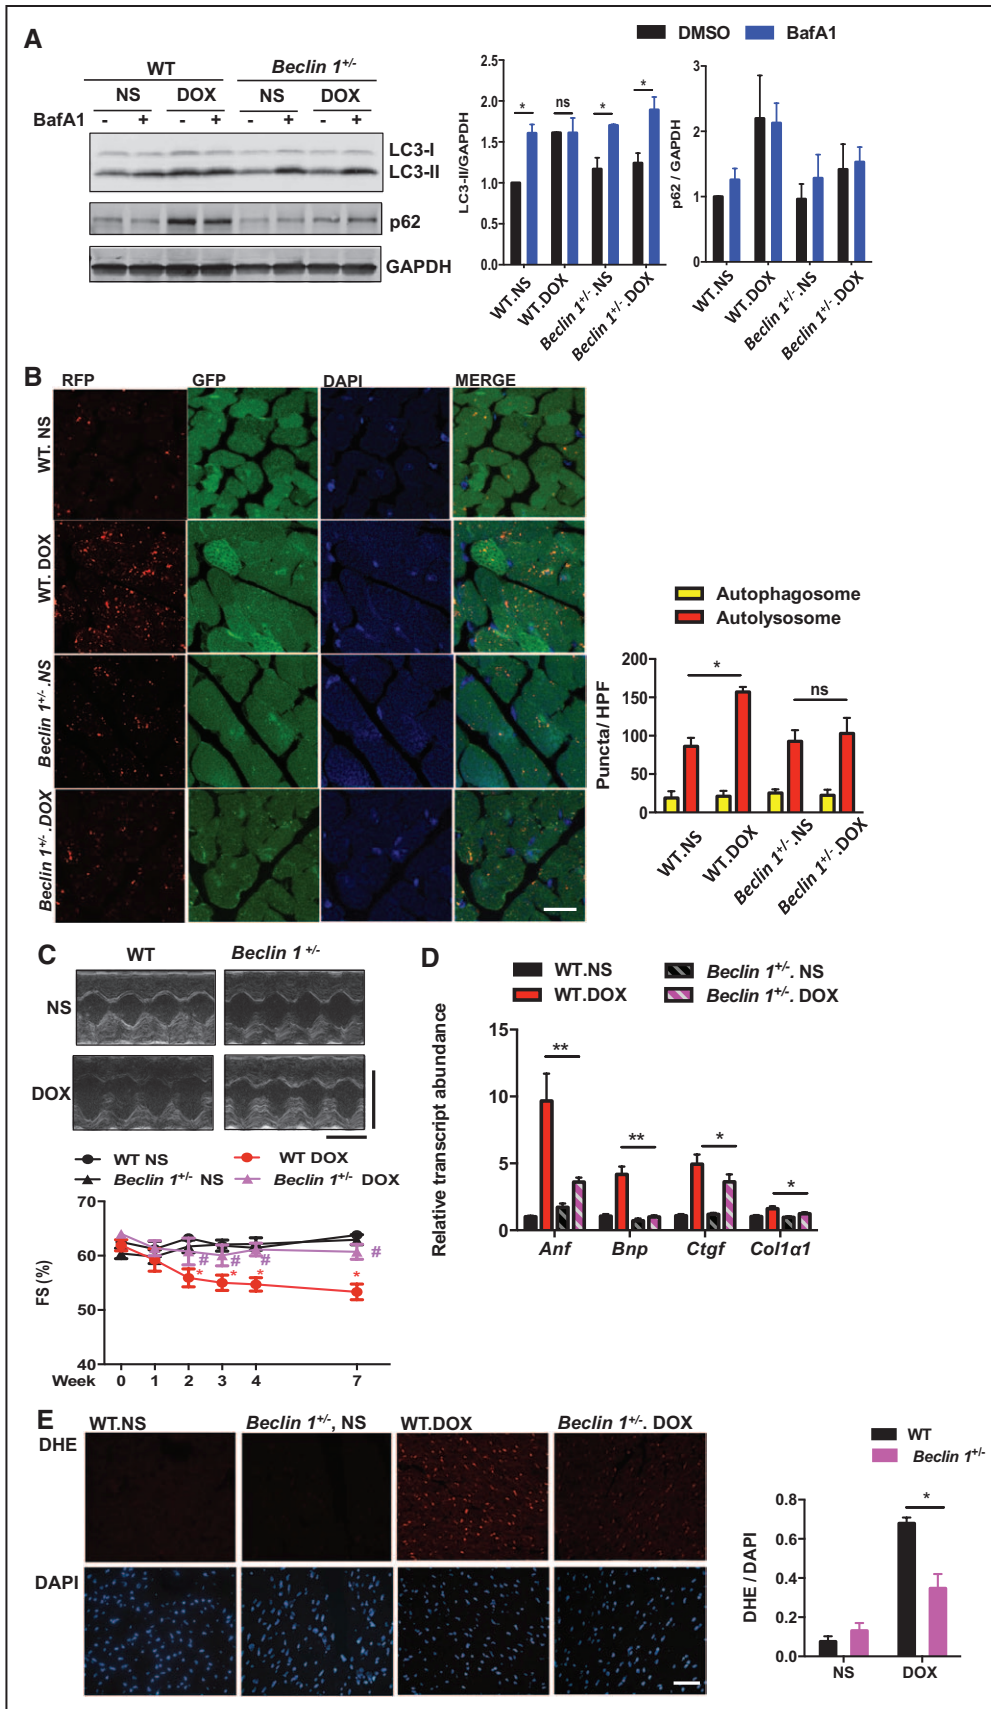 A
WT Beclin 1+/-
NS DOX NS DOX
BafA1 - + - + - + - +
LC3-I
LC3-II
p62
GAPDH
DMSO BafA1
LC3-II/GAPDH
2.5
2.0
1.5
1.0
0.5
0.0
* ns * *
WT.NS WT.DOX Beclin 1+/-.NS Beclin 1+/-.DOX
p62 / GAPDH
3
2
1
0
WT.NS WT.DOX Beclin 1+/-.NS Beclin 1+/-.DOX
B
RFP GFP DAPI MERGE
WT. NS
WT. DOX
Beclin 1+/-.NS
Beclin 1+/-.DOX
Autophagosome
Autolysosome
Puncta/ HPF
200
150
100
50
0
* ns
WT.NS WT.DOX Beclin 1+/-.NS Beclin 1+/-.DOX
C
WT Beclin 1+/-
NS
DOX
WT NS WT DOX
Beclin 1+/- NS Beclin 1+/- DOX
FS (%)
70
60
50
40
# # # #
* * * *
Week 0 1 2 3 4 7
D
WT.NS Beclin 1+/-. NS
WT.DOX Beclin 1+/-. DOX
Relative transcript abundance
15
10
5
0
** ** * *
Anf Bnp Ctgf Col1α1
E
WT.NS Beclin 1+/-, NS WT.DOX Beclin 1+/-. DOX
DHE
DAPI
WT
Beclin 1+/-
DHE / DAPI
0.8
0.6
0.4
0.2
0.0
*
NS DOX